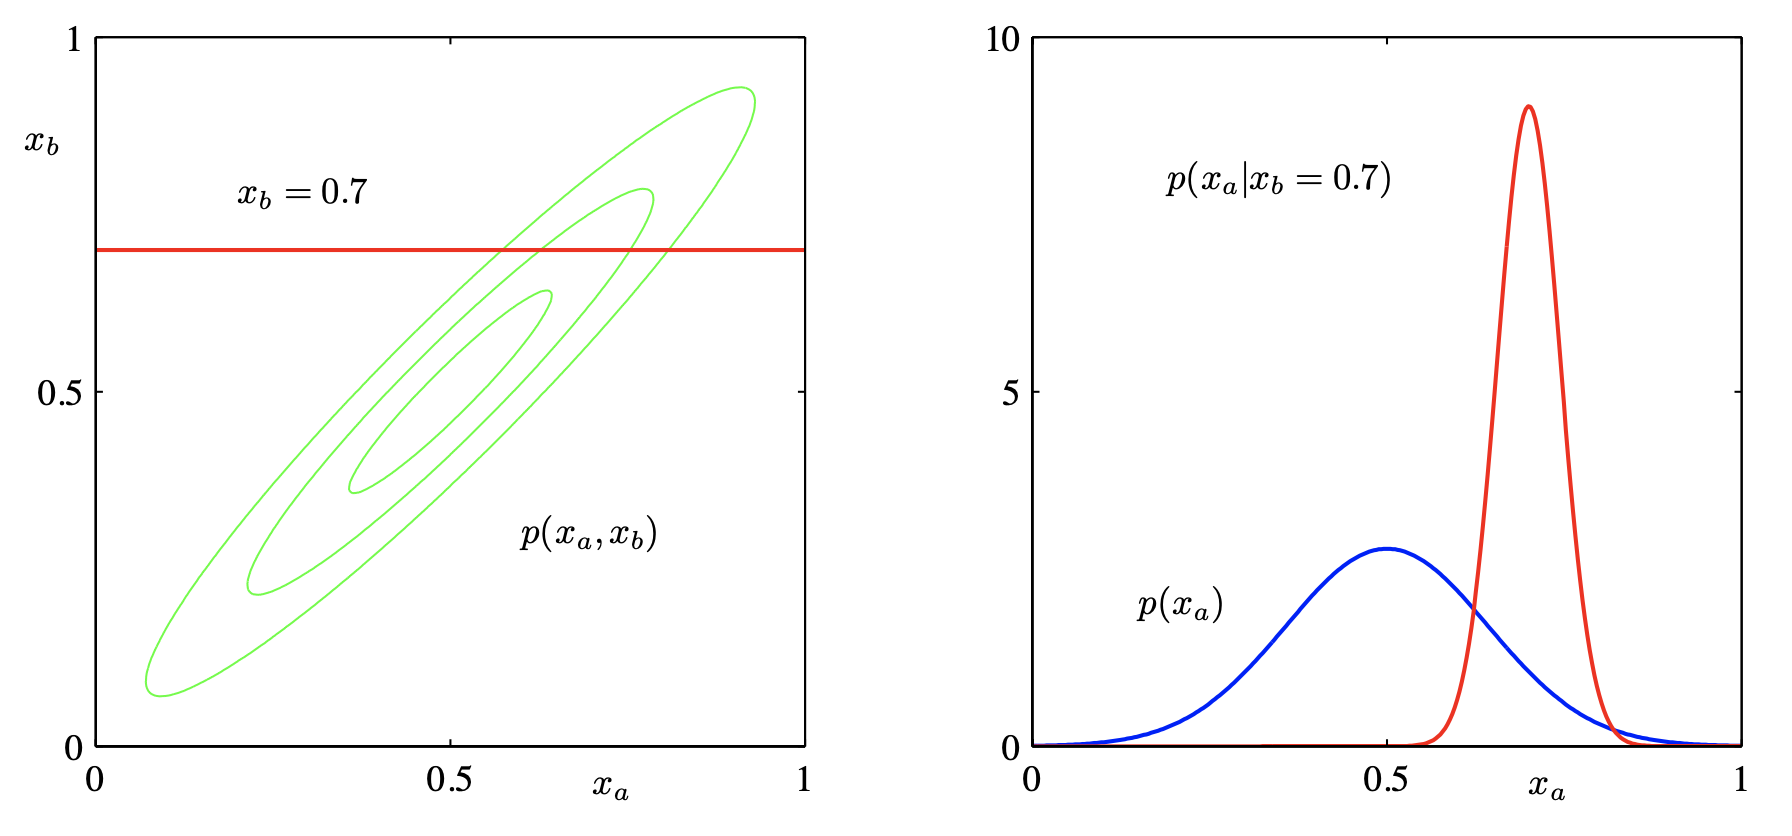 1
x_b
x_b = 0.7
0.5
p(x_a, x_b)
0
0
0.5
x_a
1
10
p(x_a|x_b = 0.7)
5
p(x_a)
0
0
0.5
x_a
1